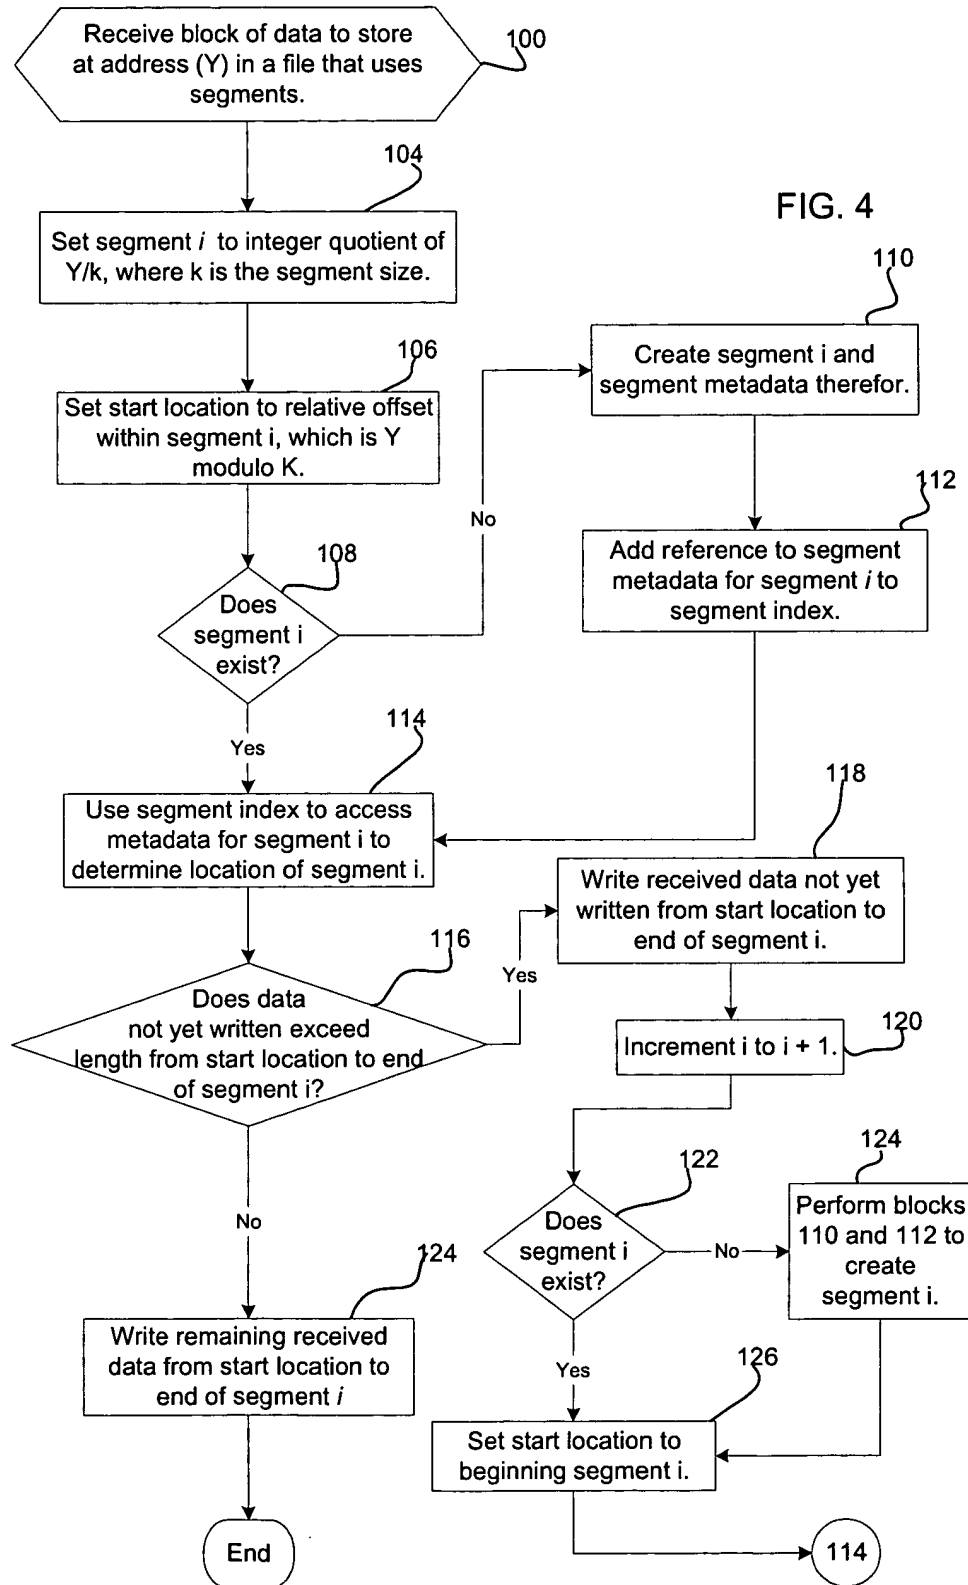 Receive block of data to store
at address (Y) in a file that uses
segments.
100
104
Set segment i to integer quotient of
Y/k, where k is the segment size.
FIG. 4
106
Set start location to relative offset
within segment i, which is Y
modulo K.
110
Create segment i and
segment metadata therefor.
112
Add reference to segment
metadata for segment i to
segment index.
108
Does
segment i
exist?
No
Yes
114
Use segment index to access
metadata for segment i to
determine location of segment i.
116
Does data
not yet written exceed
length from start location to end
of segment i?
Yes
118
Write received data not yet
written from start location to
end of segment i.
120
Increment i to i + 1.
122
Does
segment i
exist?
No
124
Perform blocks
110 and 112 to
create
segment i.
No
124
Write remaining received
data from start location to
end of segment i
Yes
126
Set start location to
beginning segment i.
End
114